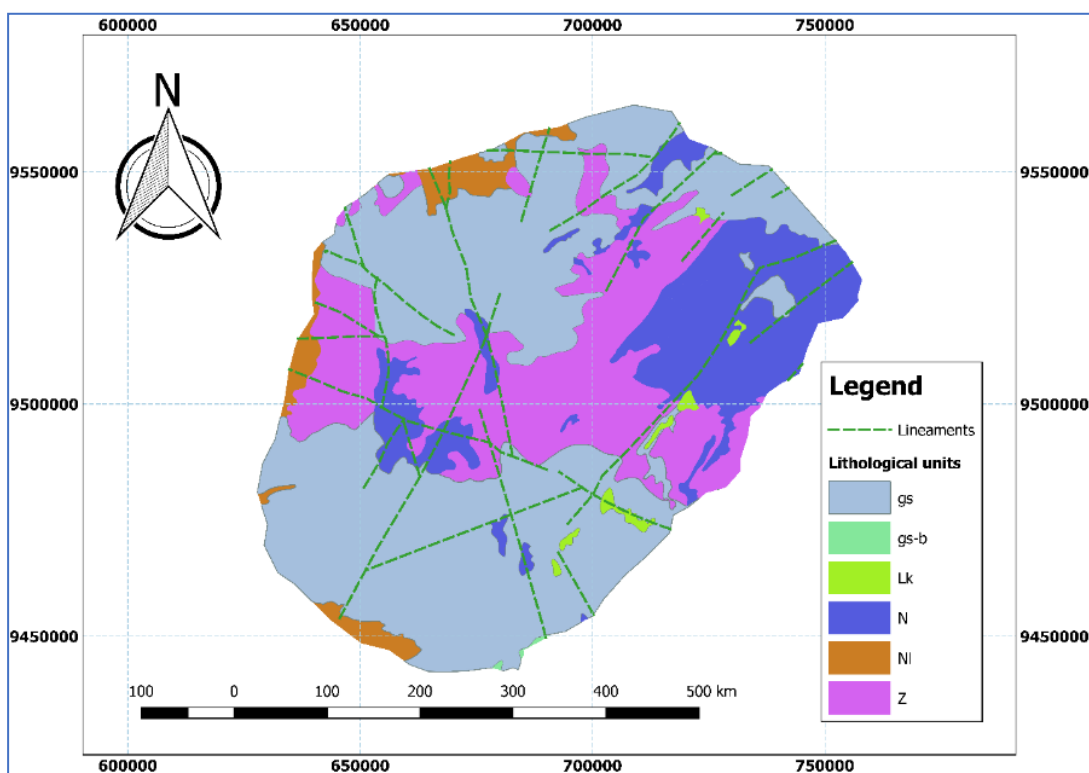 600000 650000 700000 750000
N
9550000 9550000
9500000 9500000
9450000 9450000
Legend
Lineaments
Lithological units
gs
gs-b
Lk
N
Nl
Z
100 0 100 200 300 400 500 km
600000 650000 700000 750000